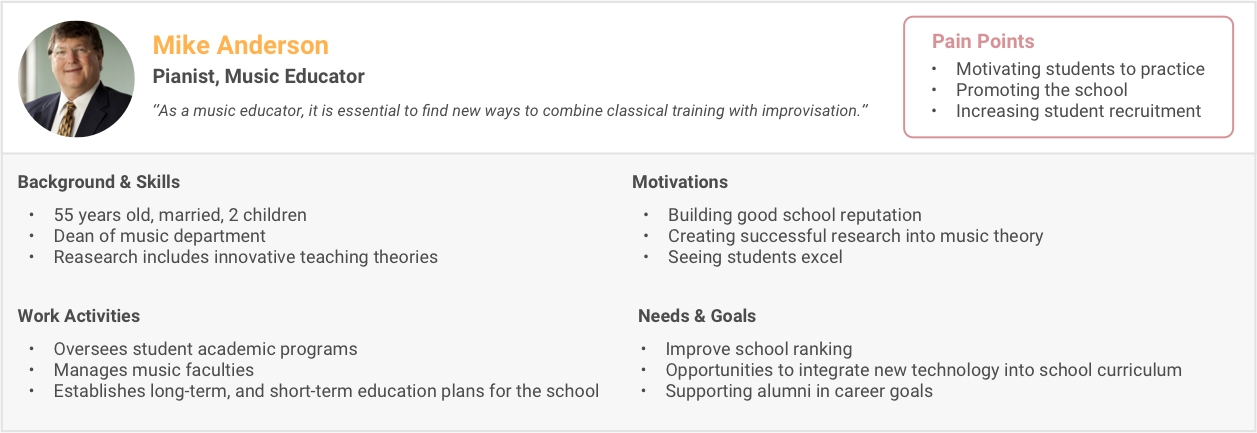 Mike Anderson
Pianist, Music Educator
"As a music educator, it is essential to find new ways to combine classical training with improvisation."
Pain Points
• Motivating students to practice
• Promoting the school
• Increasing student recruitment
Background & Skills
• 55 years old, married, 2 children
• Dean of music department
• Reasearch includes innovative teaching theories
Motivations
• Building good school reputation
• Creating successful research into music theory
• Seeing students excel
Work Activities
• Oversees student academic programs
• Manages music faculties
• Establishes long-term, and short-term education plans for the school
Needs & Goals
• Improve school ranking
• Opportunities to integrate new technology into school curriculum
• Supporting alumni in career goals